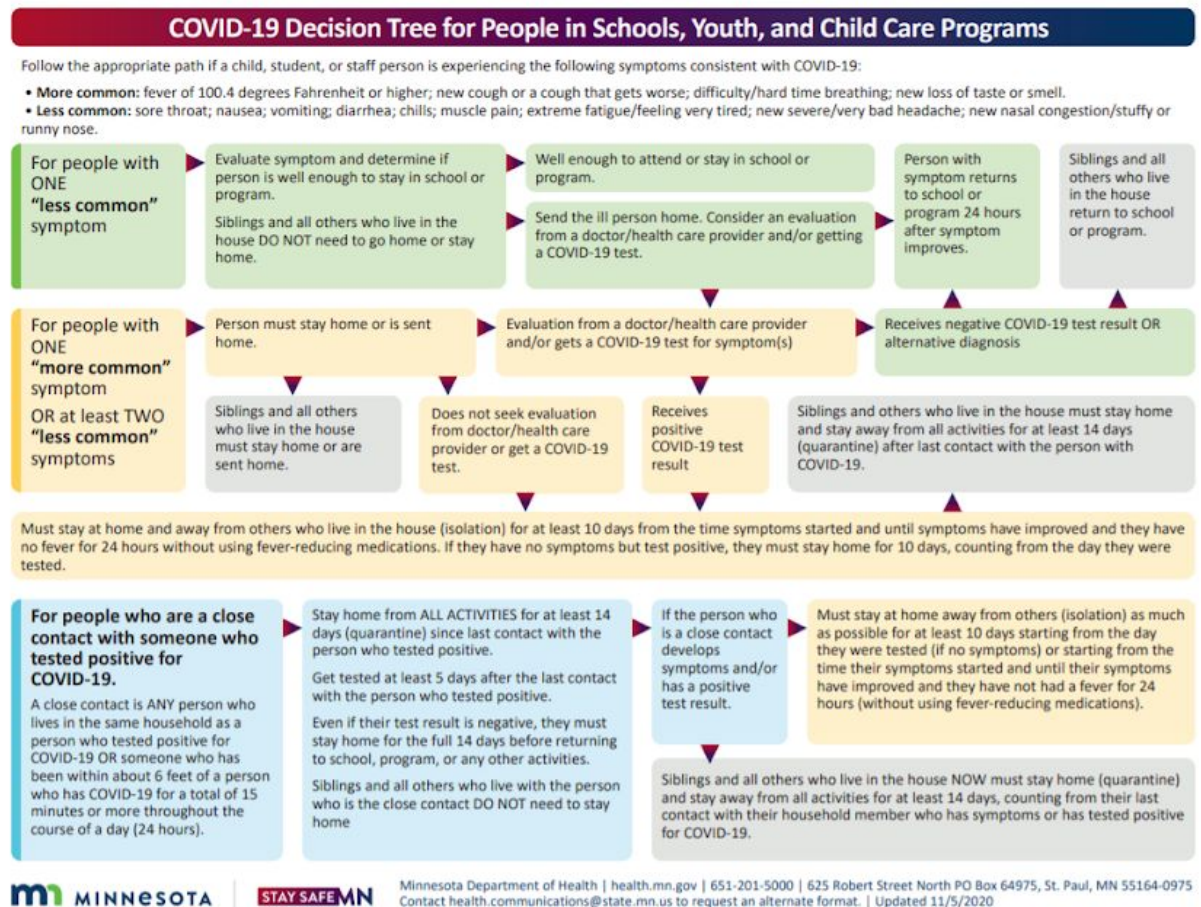 COVID-19 Decision Tree for People in Schools, Youth, and Child Care Programs
Follow the appropriate path if a child, student, or staff person is experiencing the following symptoms consistent with COVID-19:
• More common: fever of 100.4 degrees Fahrenheit or higher; new cough or a cough that gets worse; difficulty/hard time breathing; new loss of taste or smell.
• Less common: sore throat; nausea; vomiting; diarrhea; chills; muscle pain; extreme fatigue/feeling very tired; new severe/very bad headache; new nasal congestion/stuffy or
runny nose.
For people with
ONE
“less common”
symptom
Evaluate symptom and determine if
person is well enough to stay in school or
program.
Siblings and all others who live in the
house DO NOT need to go home or stay
home.
Well enough to attend or stay in school or
program.
Send the ill person home. Consider an evaluation
from a doctor/health care provider and/or getting
a COVID-19 test.
Person with
symptom returns
to school or
program 24 hours
after symptom
improves.
Siblings and all
others who live
in the house
return to school
or program.
For people with
ONE
“more common”
symptom
OR at least TWO
“less common”
symptoms
Person must stay home or is sent
home.
Evaluation from a doctor/health care provider
and/or gets a COVID-19 test for symptom(s)
Receives negative COVID-19 test result OR
alternative diagnosis
Siblings and all others
who live in the house
must stay home or are
sent home.
Does not seek evaluation
from doctor/health care
provider or get a COVID-19
test.
Receives
positive
COVID-19 test
result
Siblings and others who live in the house must stay home
and stay away from all activities for at least 14 days
(quarantine) after last contact with the person with
COVID-19.
Must stay at home and away from others who live in the house (isolation) for at least 10 days from the time symptoms started and until symptoms have improved and they have
no fever for 24 hours without using fever-reducing medications. If they have no symptoms but test positive, they must stay home for 10 days, counting from the day they were
tested.
For people who are a close
contact with someone who
tested positive for
COVID-19.
A close contact is ANY person who
lives in the same household as a
person who tested positive for
COVID-19 OR someone who has
been within about 6 feet of a person
who has COVID-19 for a total of 15
minutes or more throughout the
course of a day (24 hours).
Stay home from ALL ACTIVITIES for at least 14
days (quarantine) since last contact with the
person who tested positive.
Get tested at least 5 days after the last contact
with the person who tested positive.
Even if their test result is negative, they must
stay home for the full 14 days before returning
to school, program, or any other activities.
Siblings and all others who live with the person
who is the close contact DO NOT need to stay
home
If the person who
is a close contact
develops
symptoms and/or
has a positive
test result.
Must stay at home away from others (isolation) as much
as possible for at least 10 days starting from the day
they were tested (if no symptoms) or starting from the
time their symptoms started and until their symptoms
have improved and they have not had a fever for 24
hours (without using fever-reducing medications).
Siblings and all others who live in the house NOW must stay home (quarantine)
and stay away from all activities for at least 14 days, counting from their last
contact with their household member who has symptoms or has tested positive
for COVID-19.
mn MINNESOTA
STAY SAFE MN
Minnesota Department of Health | health.mn.gov | 651-201-5000 | 625 Robert Street North PO Box 64975, St. Paul, MN 55164-0975
Contact health.communications@state.mn.us to request an alternate format. | Updated 11/5/2020